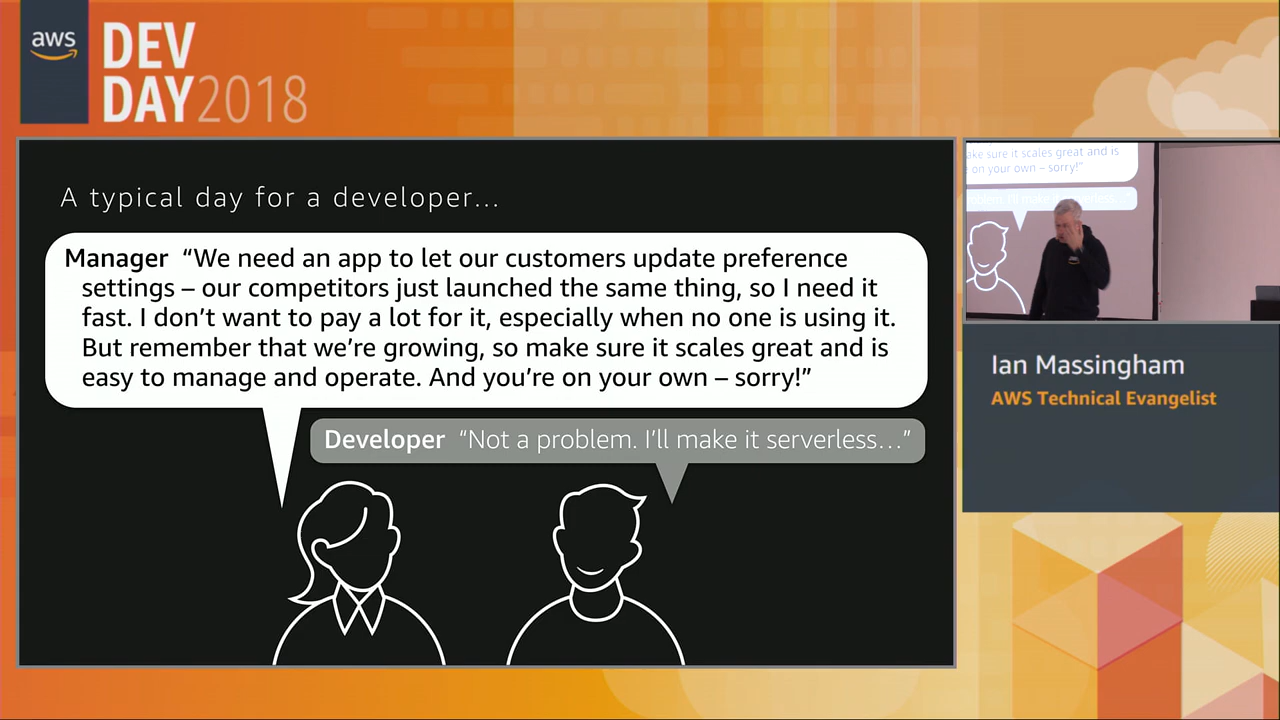 aws
DEV
DAY2018
A typical day for a developer...
Manager “We need an app to let our customers update preference
settings – our competitors just launched the same thing, so I need it
fast. I don’t want to pay a lot for it, especially when no one is using it.
But remember that we’re growing, so make sure it scales great and is
easy to manage and operate. And you’re on your own – sorry!”
Developer “Not a problem. I’ll make it serverless...”
ake sure it scales great and is
on your own – sorry!”
Ian Massingham
AWS Technical Evangelist